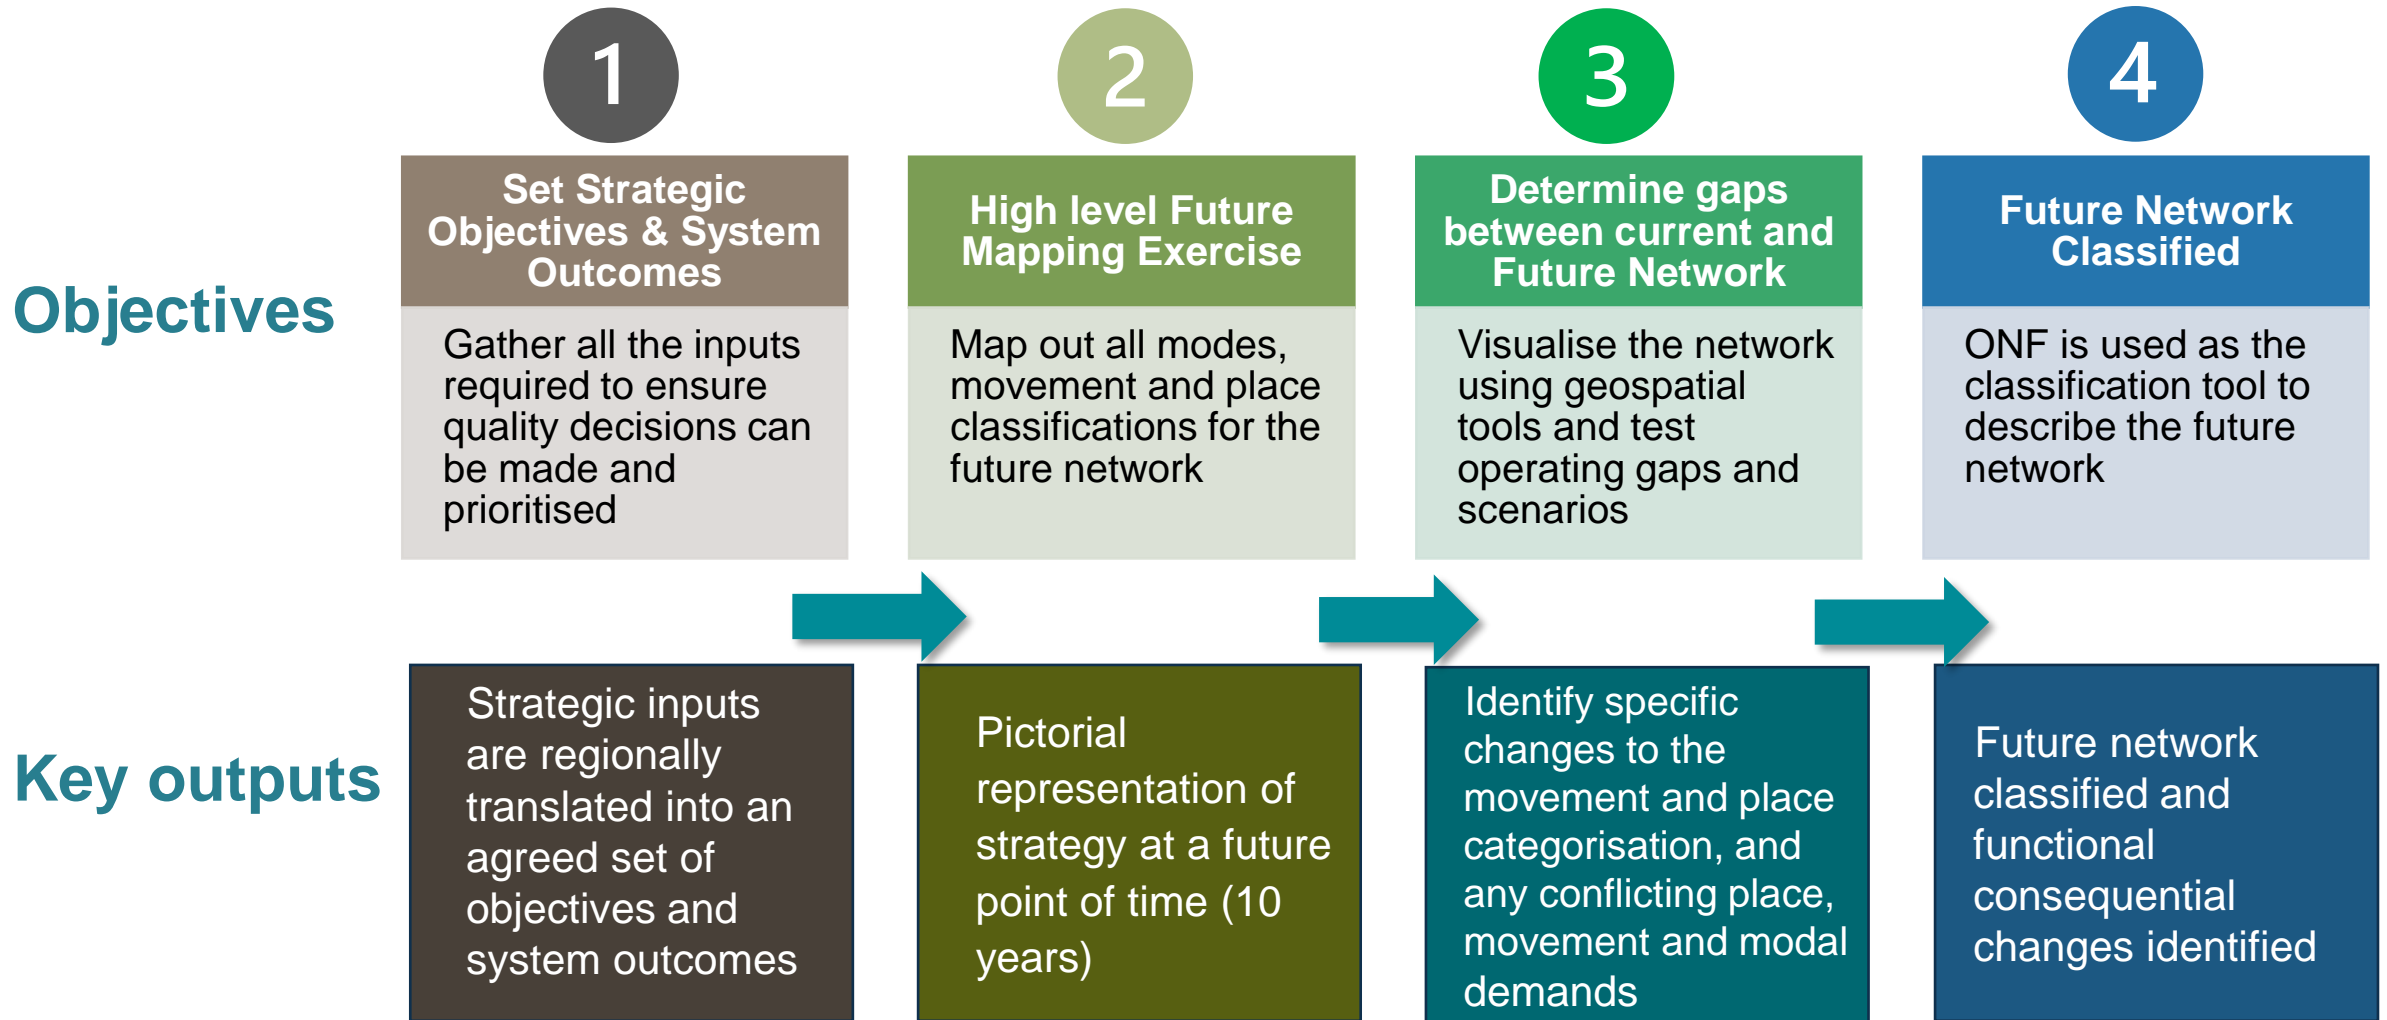 1
2
3
4
Objectives
Set Strategic
Objectives & System
Outcomes
Gather all the inputs
required to ensure
quality decisions can
be made and
prioritised
High level Future
Mapping Exercise
Map out all modes,
movement and place
classifications for the
future network
Determine gaps
between current and
Future Network
Visualise the network
using geospatial
tools and test
operating gaps and
scenarios
Future Network
Classified
ONF is used as the
classification tool to
describe the future
network
Key outputs
Strategic inputs
are regionally
translated into an
agreed set of
objectives and
system outcomes
Pictorial
representation of
strategy at a future
point of time (10
years)
Identify specific
changes to the
movement and place
categorisation, and
any conflicting place,
movement and modal
demands
Future network
classified and
functional
consequential
changes identified